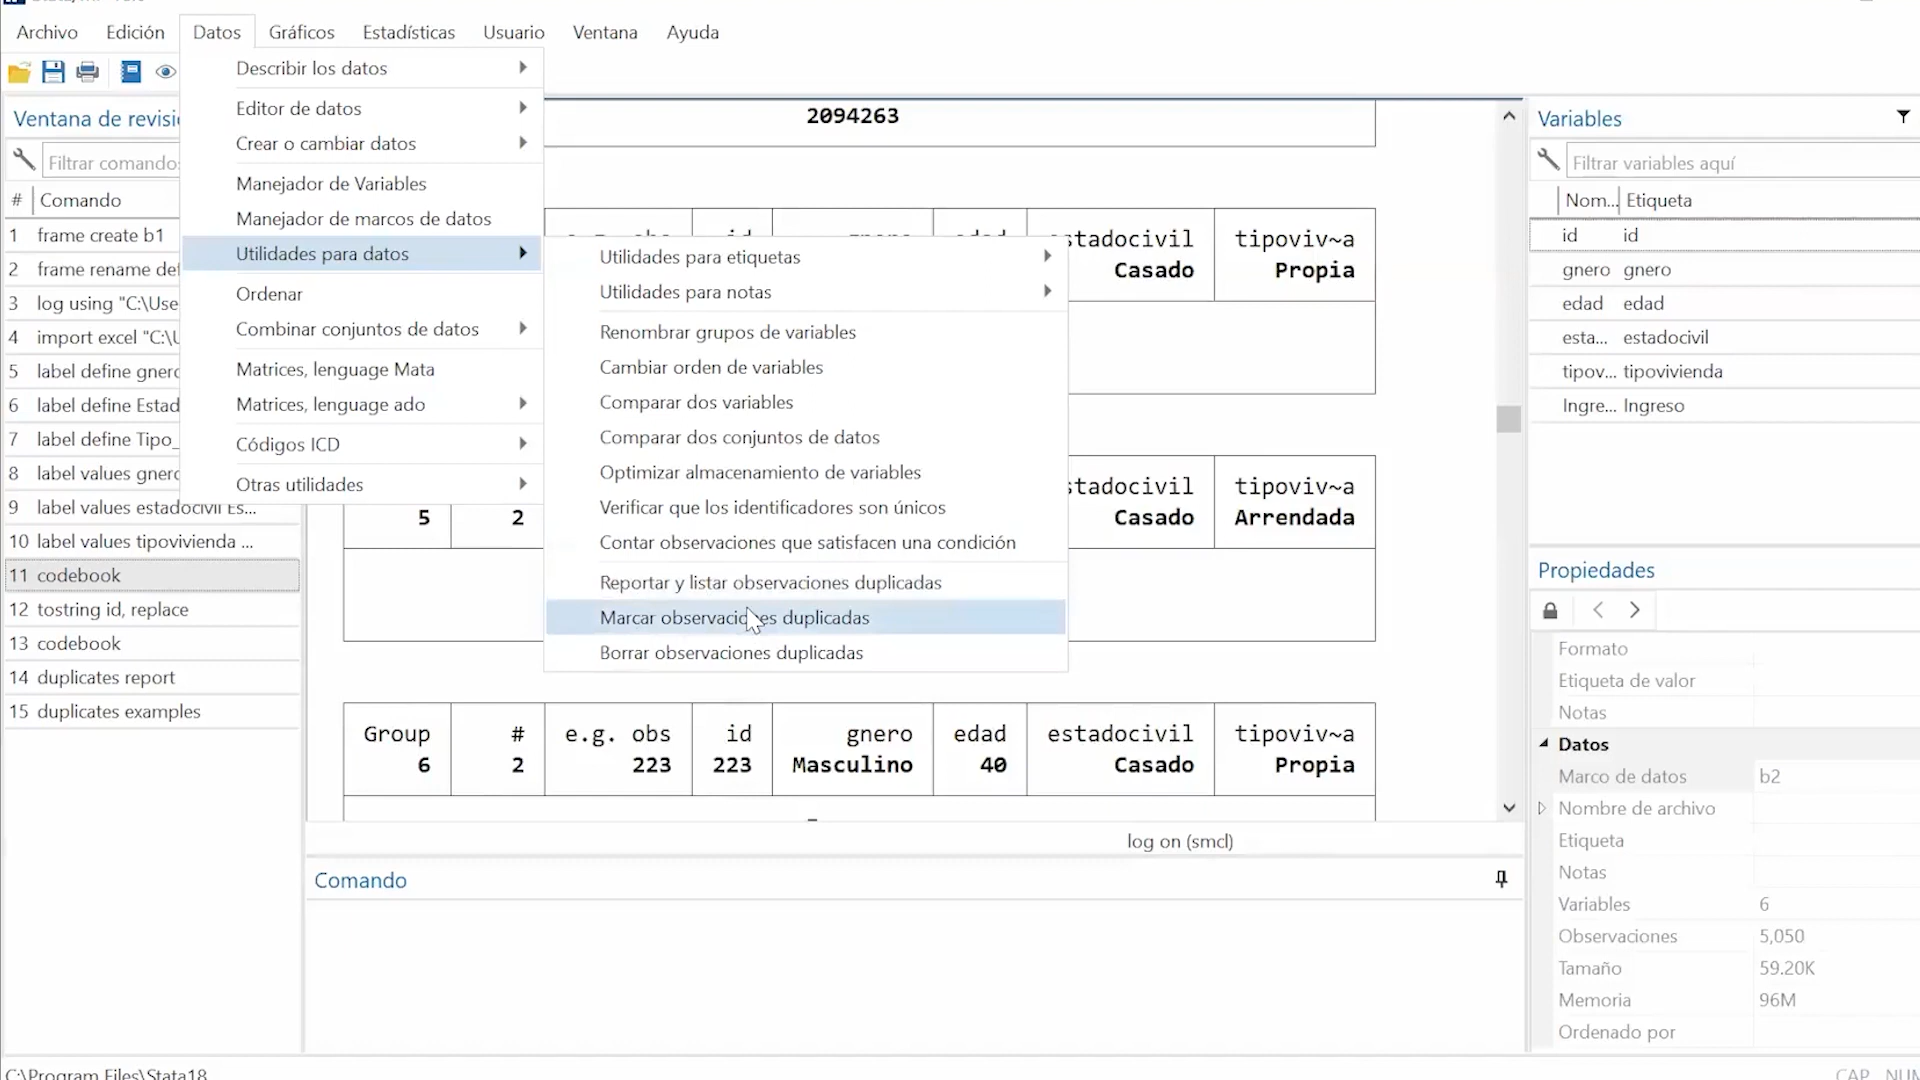 Archivo Edición Datos Gráficos Estadísticas Usuario Ventana Ayuda
Describir los datos
Editor de datos
Crear o cambiar datos
Manejador de Variables
Manejador de marcos de datos
Utilidades para datos
Ordenar
Combinar conjuntos de datos
Matrices, lenguage Mata
Matrices, lenguage ado
Códigos ICD
Otras utilidades
Utilidades para etiquetas
Utilidades para notas
Renombrar grupos de variables
Cambiar orden de variables
Comparar dos variables
Comparar dos conjuntos de datos
Optimizar almacenamiento de variables
Verificar que los identificadores son únicos
Contar observaciones que satisfacen una condición
Reportar y listar observaciones duplicadas
Marcar observaciones duplicadas
Borrar observaciones duplicadas
Ventana de revisi
Filtrar comando
# Comando
1 frame create b1
2 frame rename def
3 log using "C:\Use
4 import excel "C:\U
5 label define gnerc
6 label define Estad
7 label define Tipo_
8 label values gnerc
9 label values estadocivil Es...
10 label values tipovivienda ...
11 codebook
12 tostring id, replace
13 codebook
14 duplicates report
15 duplicates examples
2094263
stadocivil tipoviv~a
Casado Propia
stadocivil tipoviv~a
5 2 Casado Arrendada
Group # e.g. obs id gnero edad estadocivil tipoviv~a
6 2 223 223 Masculino 40 Casado Propia
log on (smcl)
Comando
Variables
Filtrar variables aquí
Nom... Etiqueta
id id
gnero gnero
edad edad
esta... estadocivil
tipov... tipovivienda
Ingre... Ingreso
Propiedades
Formato
Etiqueta de valor
Notas
Datos
Marco de datos b2
Nombre de archivo
Etiqueta
Notas
Variables 6
Observaciones 5,050
Tamaño 59.20K
Memoria 96M
Ordenado por
C:\Program Files\Stata18
CAP NUM